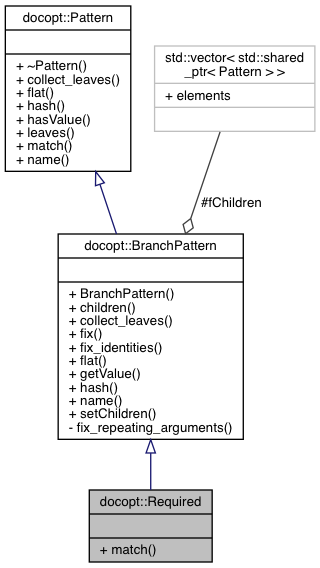 docopt::Pattern
+ ~Pattern()
+ collect_leaves()
+ flat()
+ hash()
+ hasValue()
+ leaves()
+ match()
+ name()
std::vector< std::shared
_ptr< Pattern > >
+ elements
#fChildren
docopt::BranchPattern
+ BranchPattern()
+ children()
+ collect_leaves()
+ fix()
+ fix_identities()
+ flat()
+ getValue()
+ hash()
+ name()
+ setChildren()
- fix_repeating_arguments()
docopt::Required
+ match()